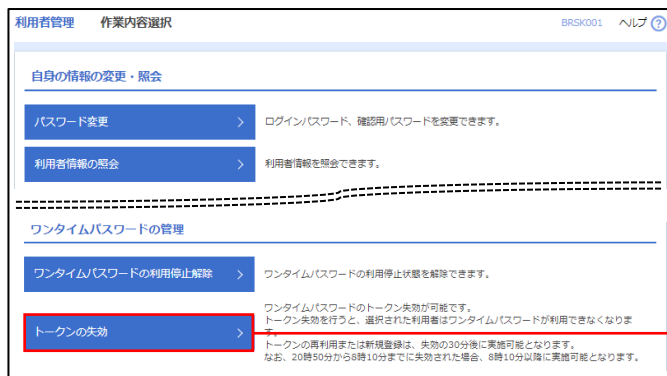 利用者管理 作業内容選択 BRSK001 ヘルプ ?
自身の情報の変更・照会
パスワード変更 ログインパスワード、確認用パスワードを変更できます。
利用者情報の照会 利用者情報を照会できます。
ワンタイムパスワードの管理
ワンタイムパスワードの利用停止解除 ワンタイムパスワードの利用停止状態を解除できます。
ワンタイムパスワードのトークン失効が可能です。
トークン失効を行うと、選択された利用者はワンタイムパスワードが利用できなくなりま
トークンの失効 す。
トークンの再利用または新規登録は、失効の30分後に実施可能となります。
なお、20時50分から8時10分までに失効された場合、8時10分以降に実施可能となります。